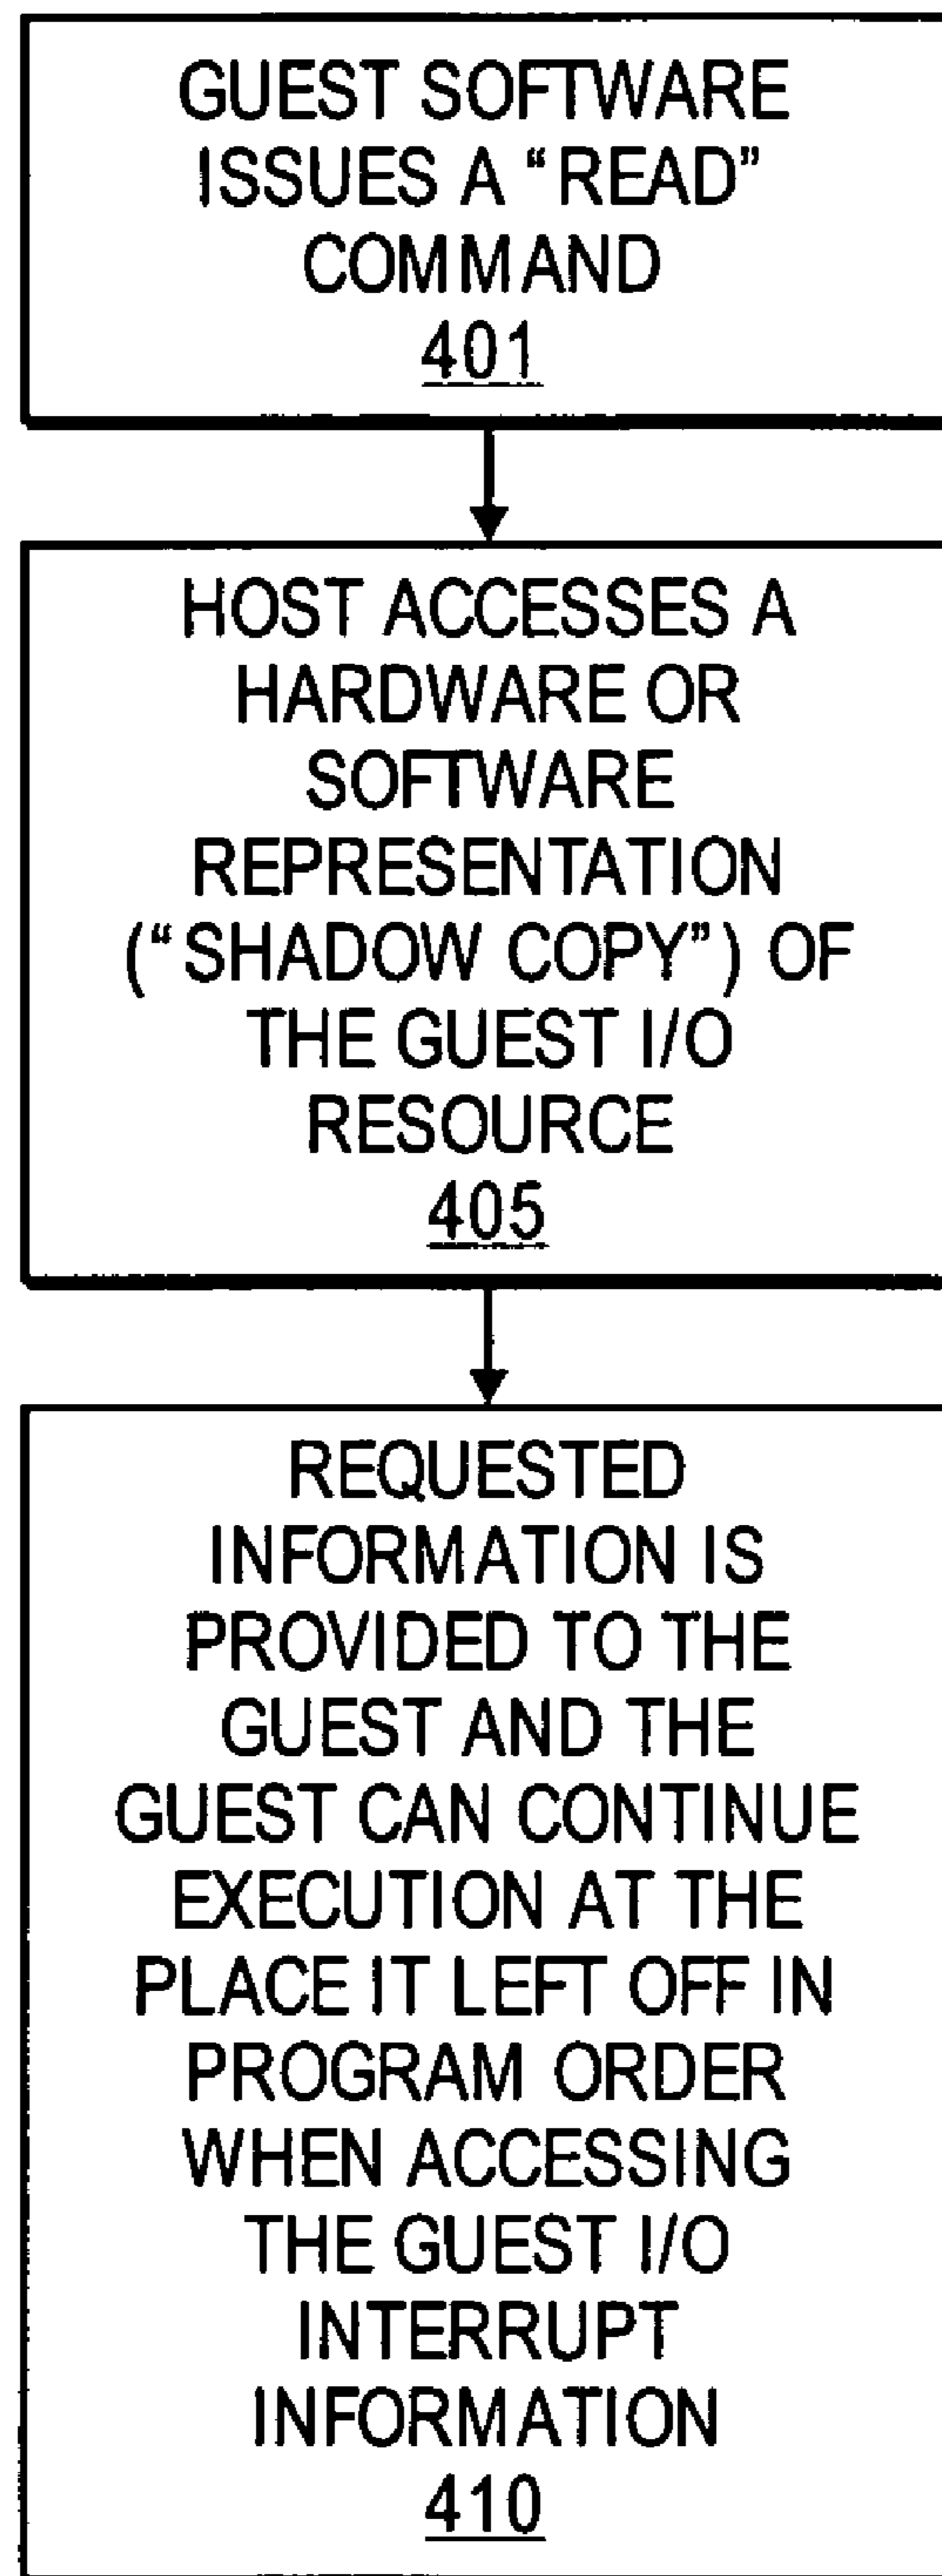 GUEST SOFTWARE
ISSUES A “READ”
COMMAND
401
HOST ACCESSES A
HARDWARE OR
SOFTWARE
REPRESENTATION
(“SHADOW COPY”) OF
THE GUEST I/O
RESOURCE
405
REQUESTED
INFORMATION IS
PROVIDED TO THE
GUEST AND THE
GUEST CAN CONTINUE
EXECUTION AT THE
PLACE IT LEFT OFF IN
PROGRAM ORDER
WHEN ACCESSING
THE GUEST I/O
INTERRUPT
INFORMATION
410